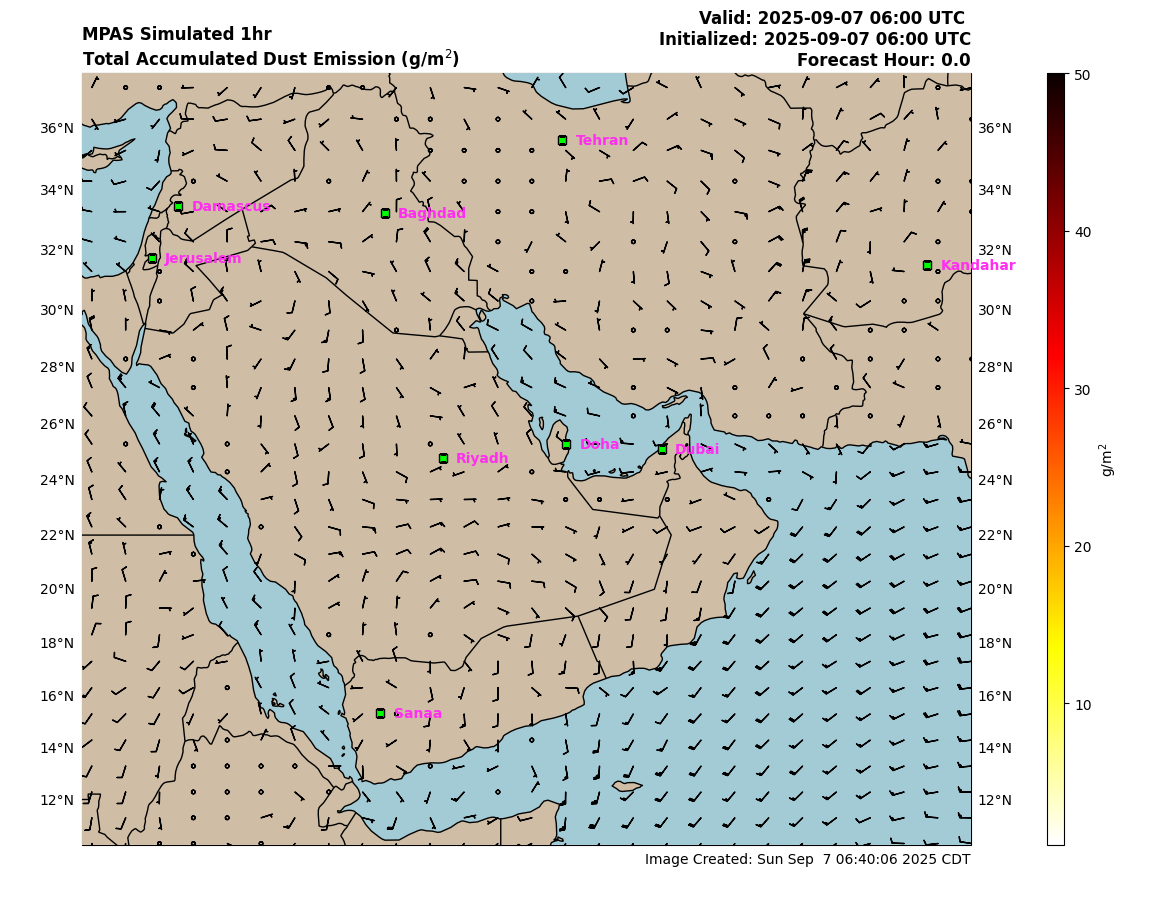 MPAS Simulated 1hr
Total Accumulated Dust Emission (g/m²)
Valid: 2025-09-07 06:00 UTC
Initialized: 2025-09-07 06:00 UTC
Forecast Hour: 0.0
36°N
34°N
32°N
30°N
28°N
26°N
24°N
22°N
20°N
18°N
16°N
14°N
12°N
Tehran
Damascus
Baghdad
Jerusalem
Kandahar
Doha
Dubai
Riyadh
Sanaa
36°N
34°N
32°N
30°N
28°N
26°N
24°N
22°N
20°N
18°N
16°N
14°N
12°N
50
40
30
20
10
g/m²
Image Created: Sun Sep  7 06:40:06 2025 CDT